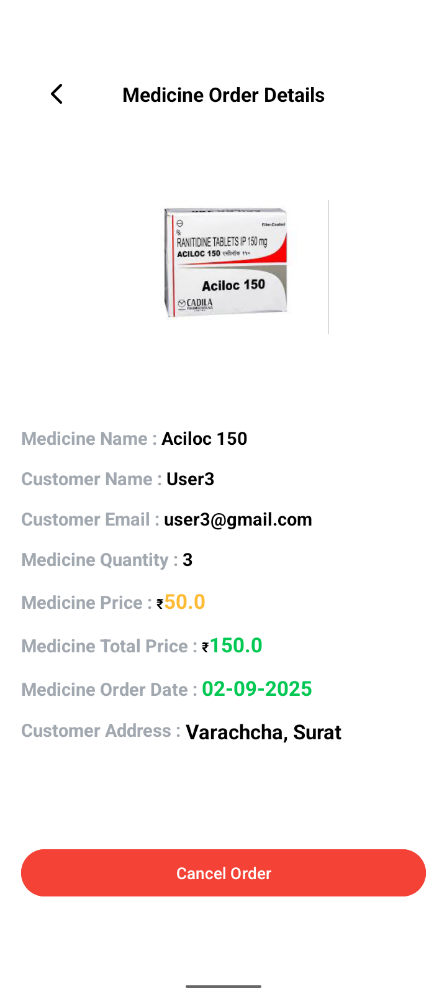 Medicine Order Details
Film-Coated
RANITIDINE TABLETS IP 150 mg
ACILOC 150
Aciloc 150
CADILA
Medicine Name : Aciloc 150
Customer Name : User3
Customer Email : user3@gmail.com
Medicine Quantity : 3
Medicine Price : ₹50.0
Medicine Total Price : ₹150.0
Medicine Order Date : 02-09-2025
Customer Address : Varachcha, Surat
Cancel Order